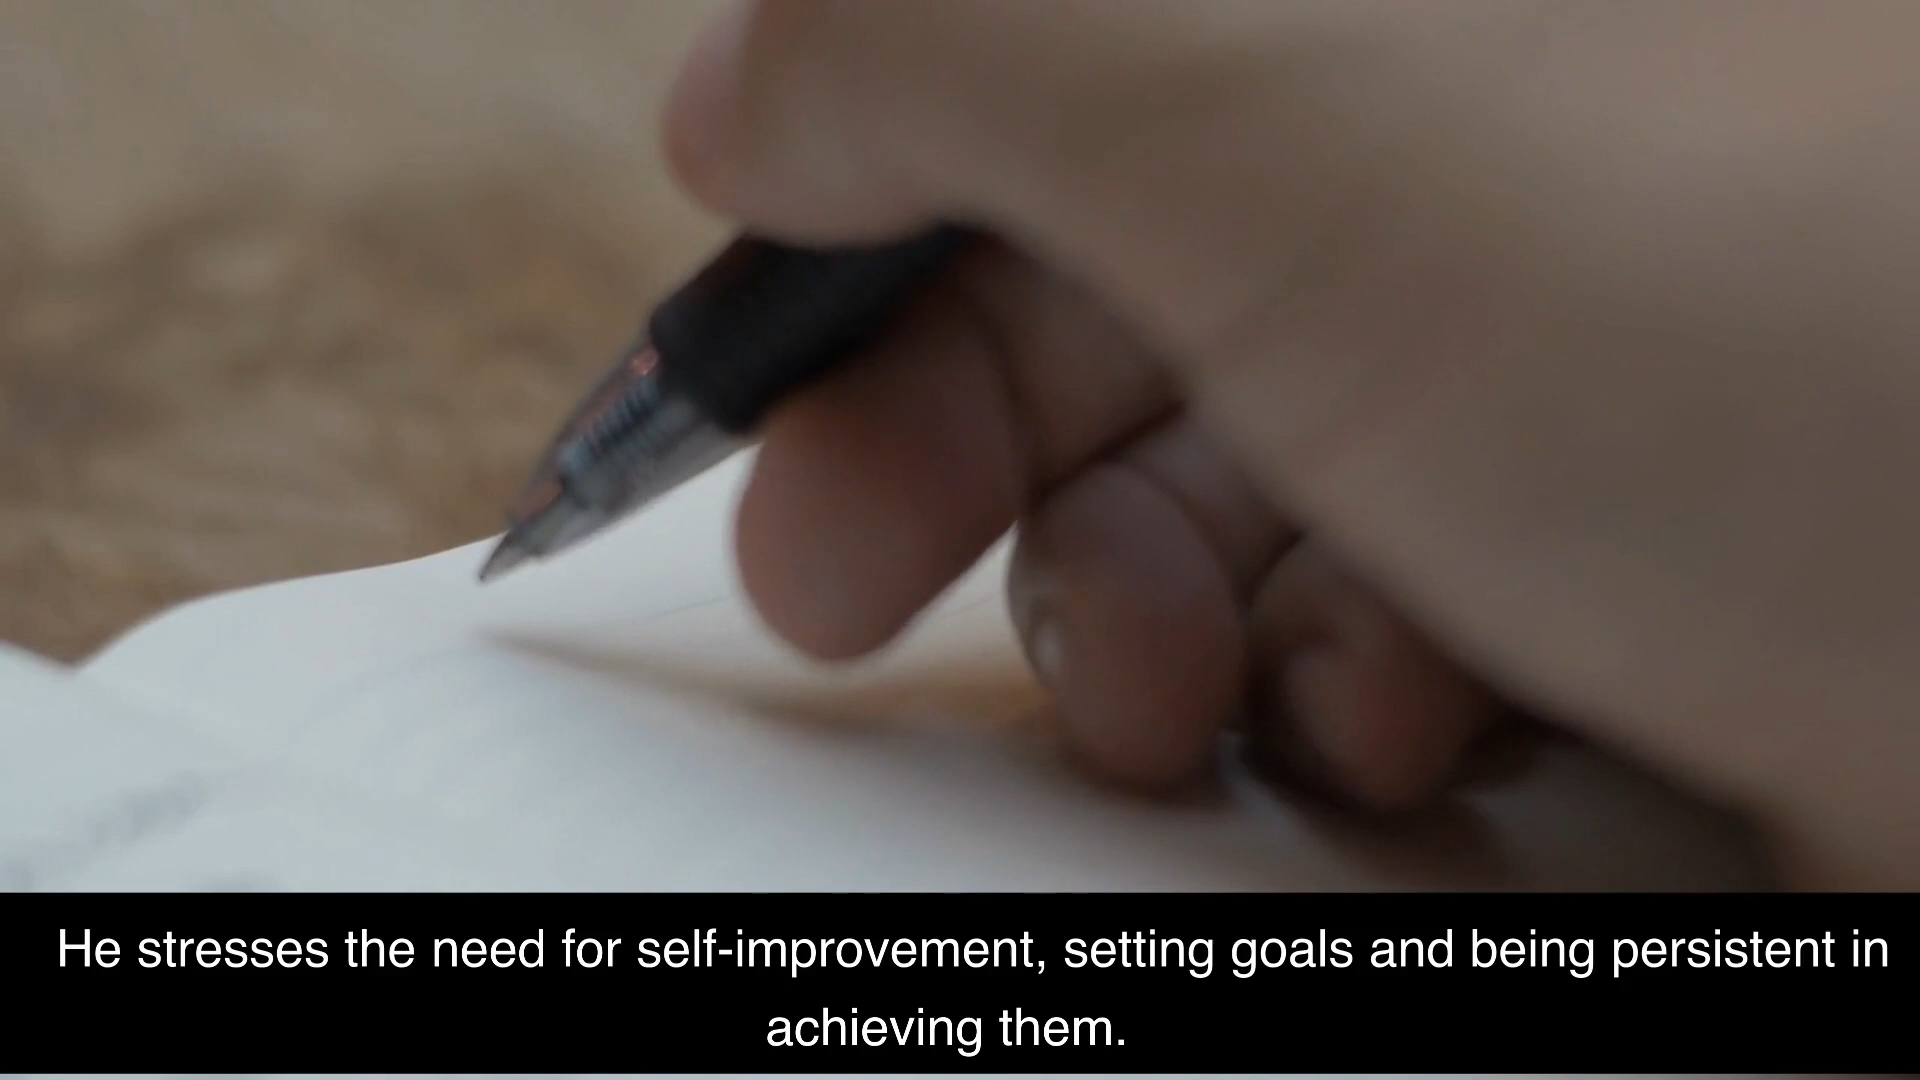 He stresses the need for self-improvement, setting goals and being persistent in
achieving them.